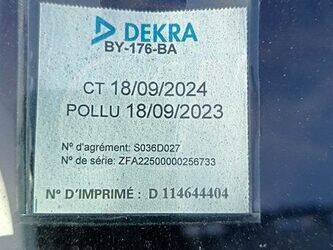 DEKRA
BY-176-BA
CT 18/09/2024
POLLU 18/09/2023
N° d'agrément: S036D027
N° de série: ZFA22500000256733
N° D'IMPRIMÉ : D 114644404